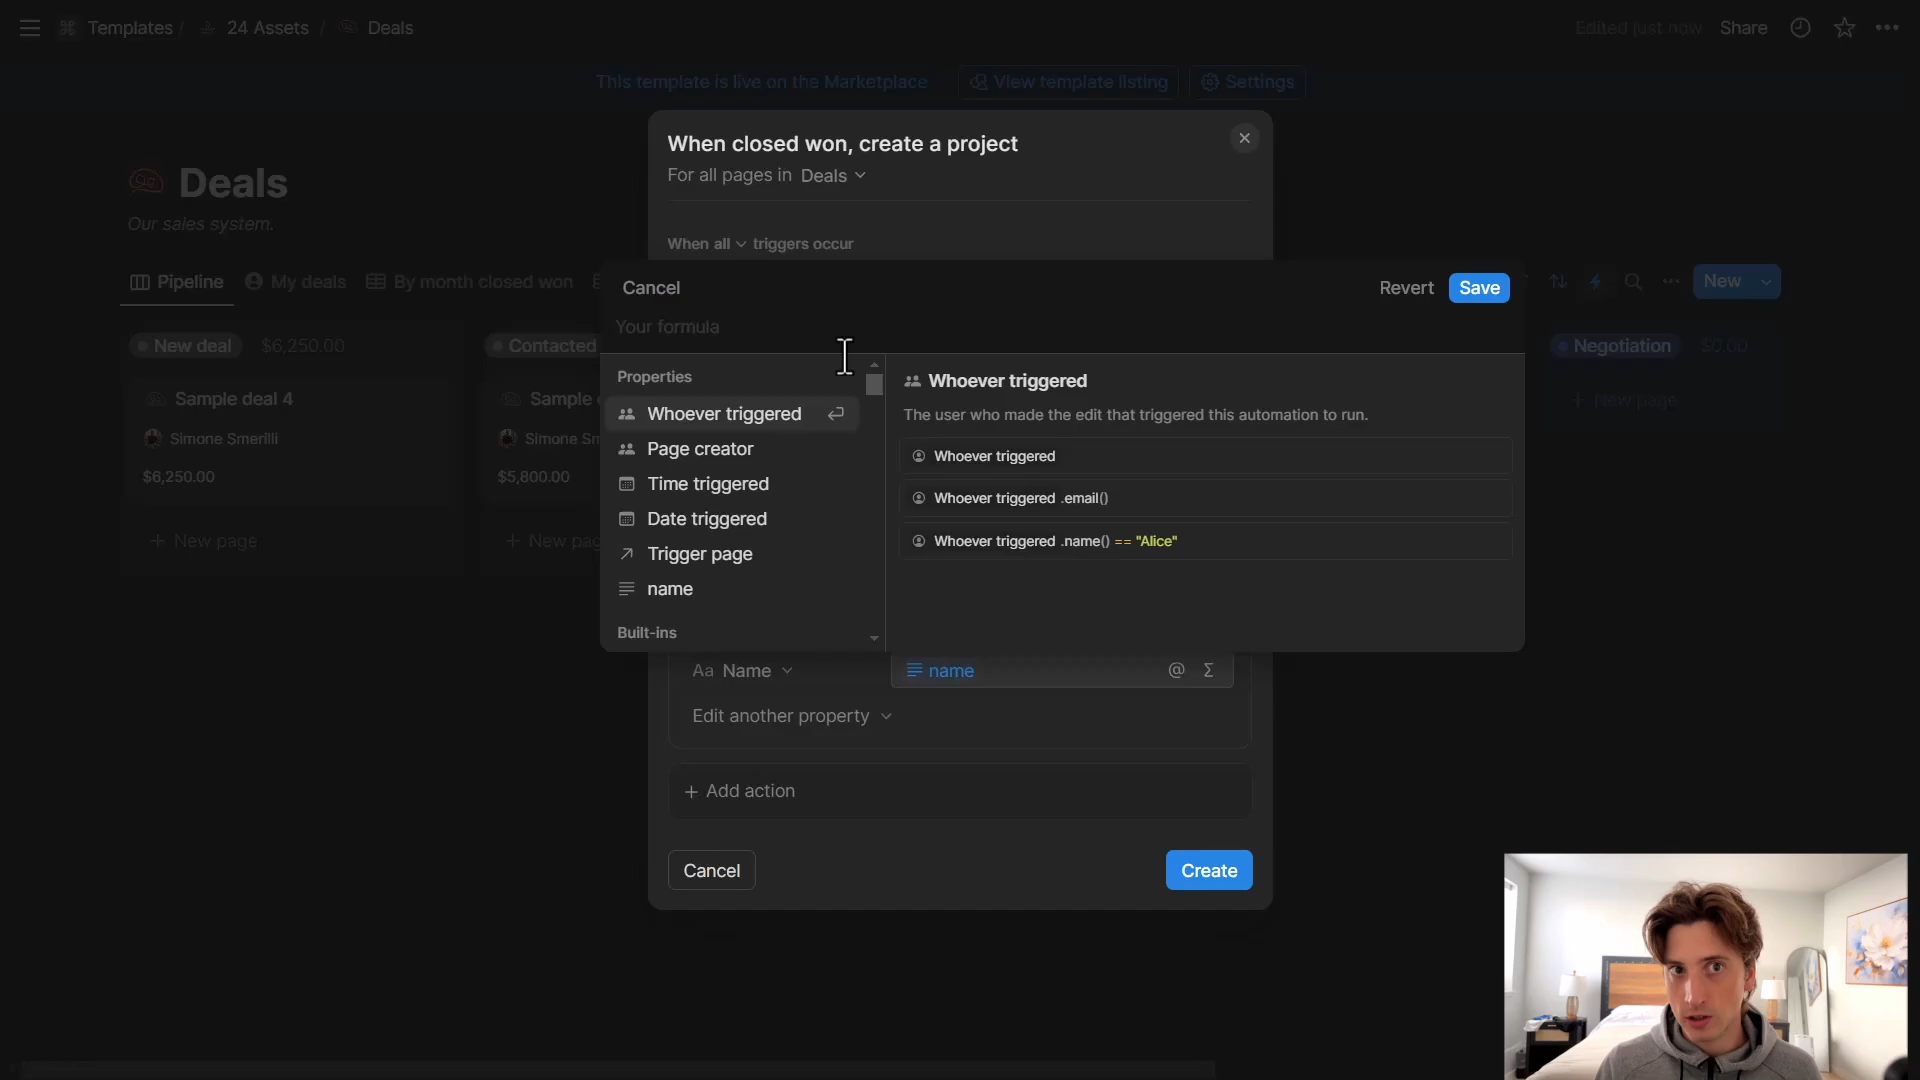 Templates / 24 Assets / Deals
Edited just now Share
This template is live on the Marketplace View template listing Settings
When closed won, create a project
For all pages in Deals
Deals
Our sales system.
When all triggers occur
Pipeline My deals By month closed won
New
Cancel Revert Save
Your formula
New deal $6,250.00
Contacted
Negotiation $0.00
Properties
Whoever triggered
Page creator
Time triggered
Date triggered
Trigger page
name
Built-ins
Whoever triggered
The user who made the edit that triggered this automation to run.
Whoever triggered
Whoever triggered .email()
Whoever triggered .name() == "Alice"
Sample deal 4
Simone Smerilli
$6,250.00
+ New page
Sample
Simone Sm
$5,800.00
+ New pag
+ New page
Aa Name name @ Σ
Edit another property
+ Add action
Cancel Create